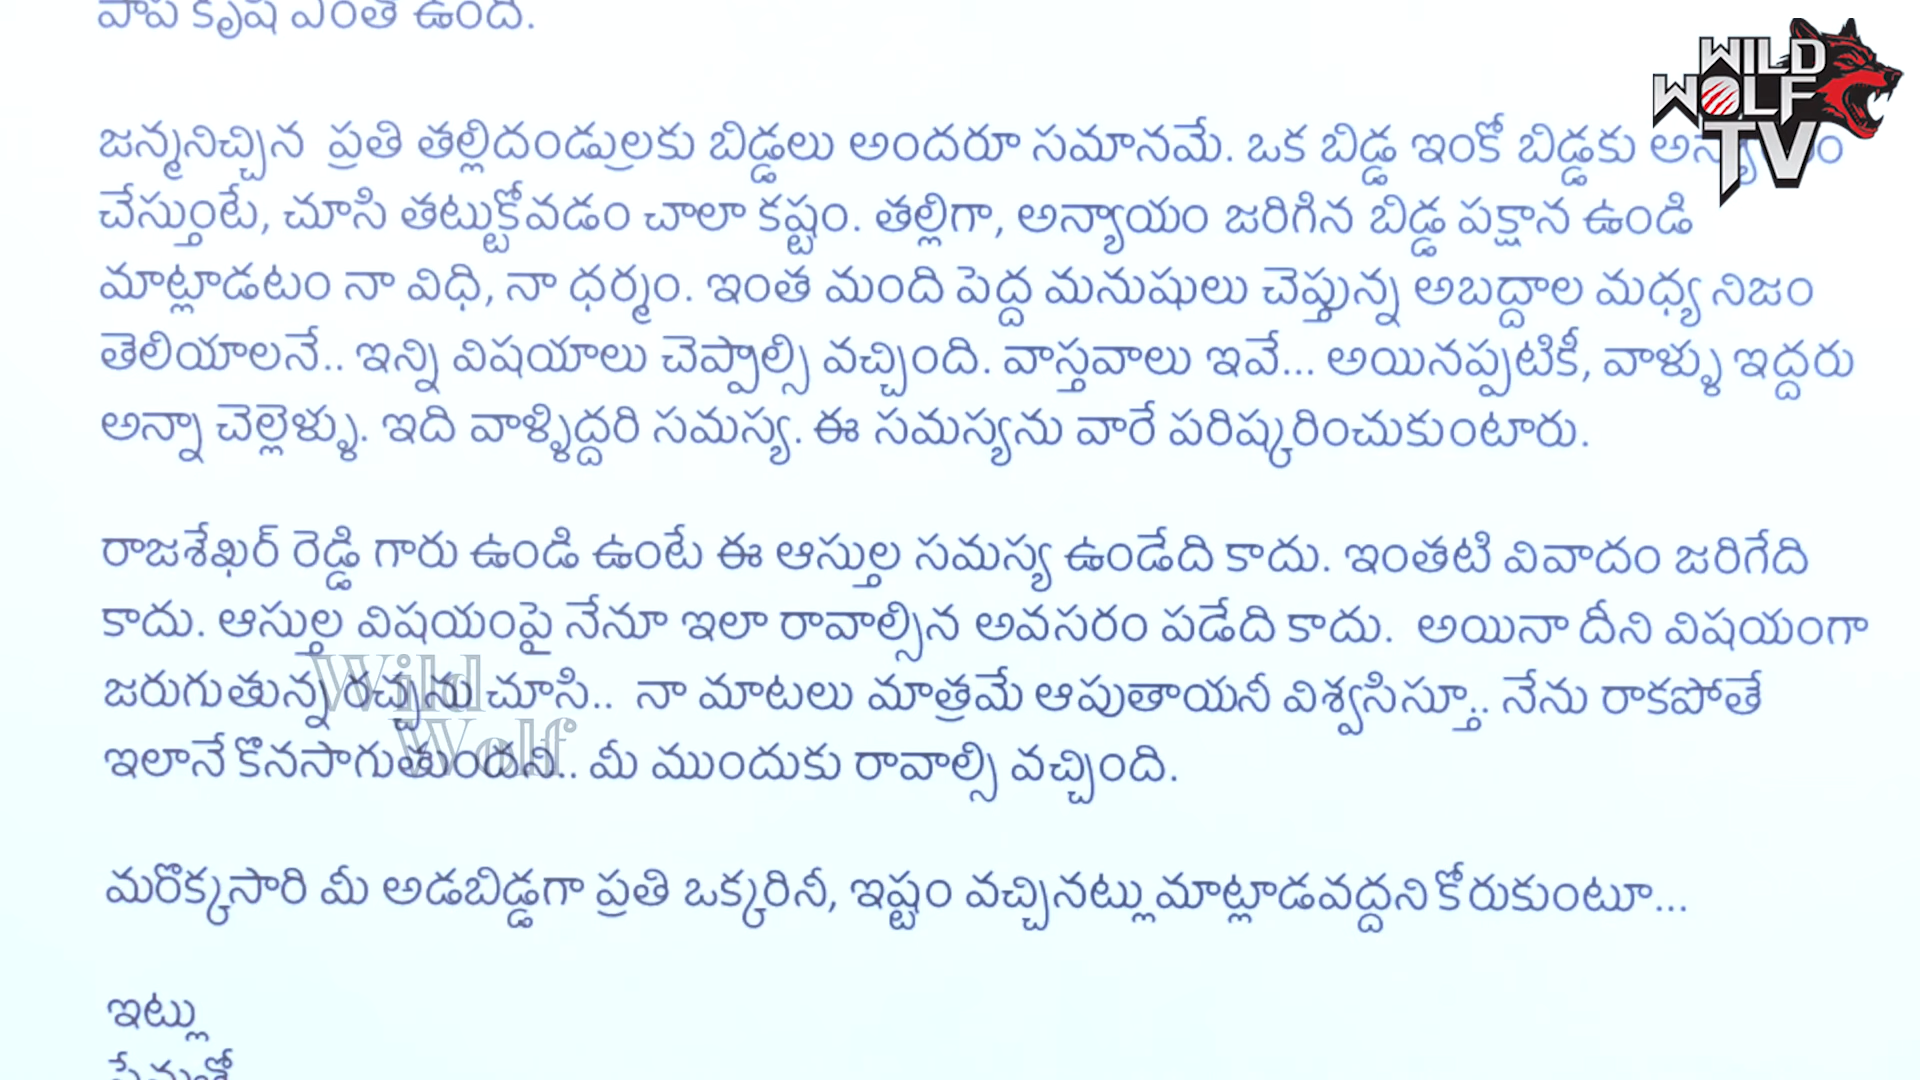 కృషి ఎంతో ఉంది.
WILD
WOLF
TV
జన్మనిచ్చిన ప్రతి తల్లిదండ్రులకు బిడ్డలు అందరూ సమానమే. ఒక బిడ్డ ఇంకో బిడ్డకు
చేస్తుంటే, చూసి తట్టుకోవడం చాలా కష్టం. తల్లిగా, అన్యాయం జరిగిన బిడ్డ పక్షాన ఉండి
మాట్లాడటం నా విధి, నా ధర్మం. ఇంత మంది పెద్ద మనుషులు చెప్తున్న అబద్దాల మధ్య నిజం
తెలియాలనే.. ఇన్ని విషయాలు చెప్పాల్సి వచ్చింది. వాస్తవాలు ఇవే... అయినప్పటికీ, వాళ్ళు ఇద్దరు
అన్నా చెల్లెళ్ళు. ఇది వాళ్ళిద్దరి సమస్య. ఈ సమస్యను వారే పరిష్కరించుకుంటారు.
రాజశేఖర్ రెడ్డి గారు ఉండి ఉంటే ఈ ఆస్తుల సమస్య ఉండేది కాదు. ఇంతటి వివాదం జరిగేది
కాదు. ఆస్తుల విషయంపై నేనూ ఇలా రావాల్సిన అవసరం పడేది కాదు. అయినా దీని విషయంగా
జరుగుతున్న రచ్చను చూసి.. నా మాటలు మాత్రమే ఆపుతాయనీ విశ్వసిస్తూ.. నేను రాకపోతే
ఇలానే కొనసాగుతుందని.. మీ ముందుకు రావాల్సి వచ్చింది.
Wild
Wolf
మరొక్కసారి మీ అడబిడ్డగా ప్రతి ఒక్కరినీ, ఇష్టం వచ్చినట్లు మాట్లాడవద్దని కోరుకుంటూ...
ఇట్లు